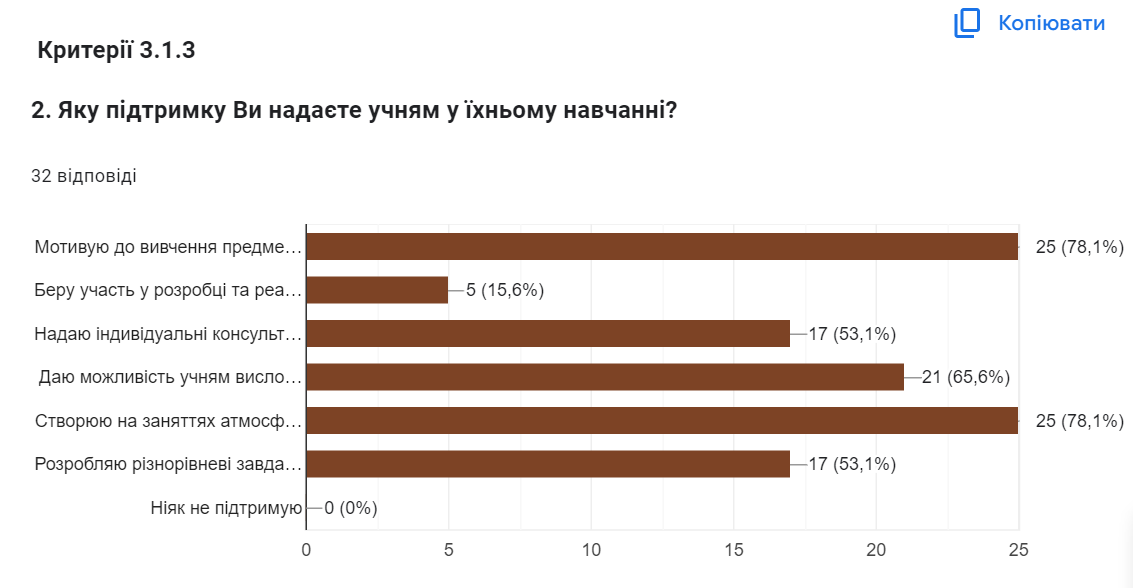 Копіювати
Критерії 3.1.3
2. Яку підтримку Ви надаєте учням у їхньому навчанні?
32 відповіді
Мотивую до вивчення предме... 25 (78,1%)
Беру участь у розробці та реа... 5 (15,6%)
Надаю індивідуальні консульт... 17 (53,1%)
Даю можливість учням висло... 21 (65,6%)
Створюю на заняттях атмосф... 25 (78,1%)
Розробляю різнорівневі завда... 17 (53,1%)
Ніяк не підтримую 0 (0%)
0 5 10 15 20 25